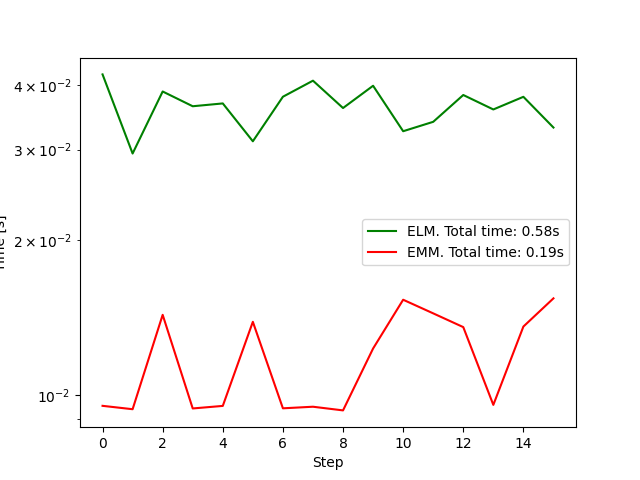 4 × 10⁻²
3 × 10⁻²
2 × 10⁻²
10⁻²
Time [s]
ELM. Total time: 0.58s
EMM. Total time: 0.19s
0 2 4 6 8 10 12 14
Step